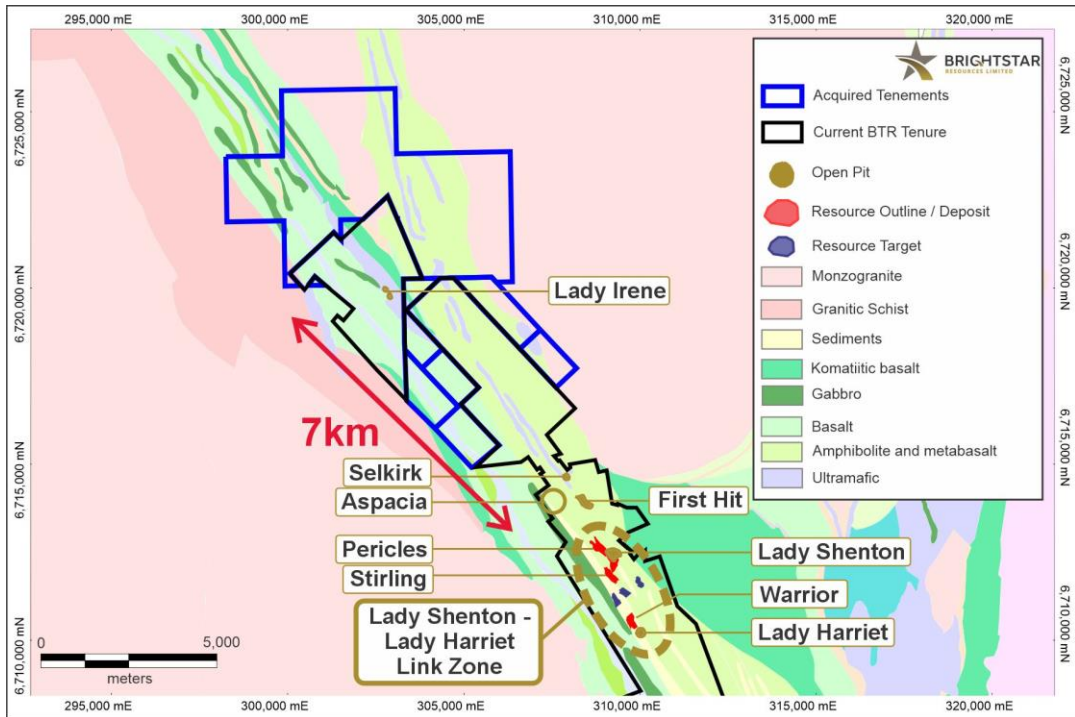 295,000 mE
300,000 mE
305,000 mE
310,000 mE
315,000 mE
320,000 mE
6,725,000 mN
6,720,000 mN
6,715,000 mN
6,710,000 mN
6,725,000 mN
6,720,000 mN
6,715,000 mN
6,710,000 mN
BRIGHTSTAR
RESOURCES LIMITED
Acquired Tenements
Current BTR Tenure
Open Pit
Resource Outline / Deposit
Resource Target
Monzogranite
Granitic Schist
Sediments
Komatiitic basalt
Gabbro
Basalt
Amphibolite and metabasalt
Ultramafic
Lady Irene
7km
Selkirk
Aspacia
First Hit
Pericles
Stirling
Lady Shenton
Warrior
Lady Harriet
Lady Shenton -
Lady Harriet
Link Zone
0
5,000
meters
295,000 mE
300,000 mE
305,000 mE
310,000 mE
315,000 mE
320,000 mE